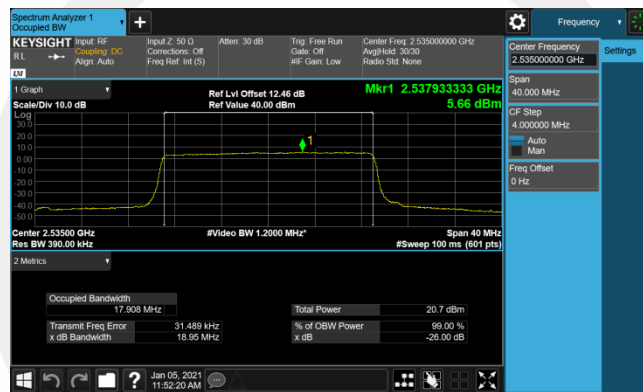 Spectrum Analyzer 1
Occupied BW
Frequency
KEYSIGHT
RL
Input: RF
Coupling: DC
Align: Auto
Input Z: 50 Ω
Corrections: Off
Freq Ref: Int (S)
Atten: 30 dB
Trig: Free Run
Gate: Off
#IF Gain: Low
Center Freq: 2.535000000 GHz
Avg|Hold: 30/30
Radio Std: None
LXI
Center Frequency
2.535000000 GHz
Settings
Span
40.000 MHz
CF Step
4.000000 MHz
Auto
Man
Freq Offset
0 Hz
1 Graph
Scale/Div 10.0 dB
Ref Lvl Offset 12.46 dB
Ref Value 40.00 dBm
Mkr1 2.537933333 GHz
5.66 dBm
Log
30.0
20.0
10.0
0.00
-10.0
-20.0
-30.0
-40.0
-50.0
1
Center 2.53500 GHz
Res BW 390.00 kHz
#Video BW 1.2000 MHz*
Span 40 MHz
#Sweep 100 ms (601 pts)
2 Metrics
Occupied Bandwidth
17.908 MHz
Total Power 20.7 dBm
Transmit Freq Error 31.489 kHz
% of OBW Power 99.00 %
x dB Bandwidth 18.95 MHz
x dB -26.00 dB
?
Jan 05, 2021
11:52:20 AM